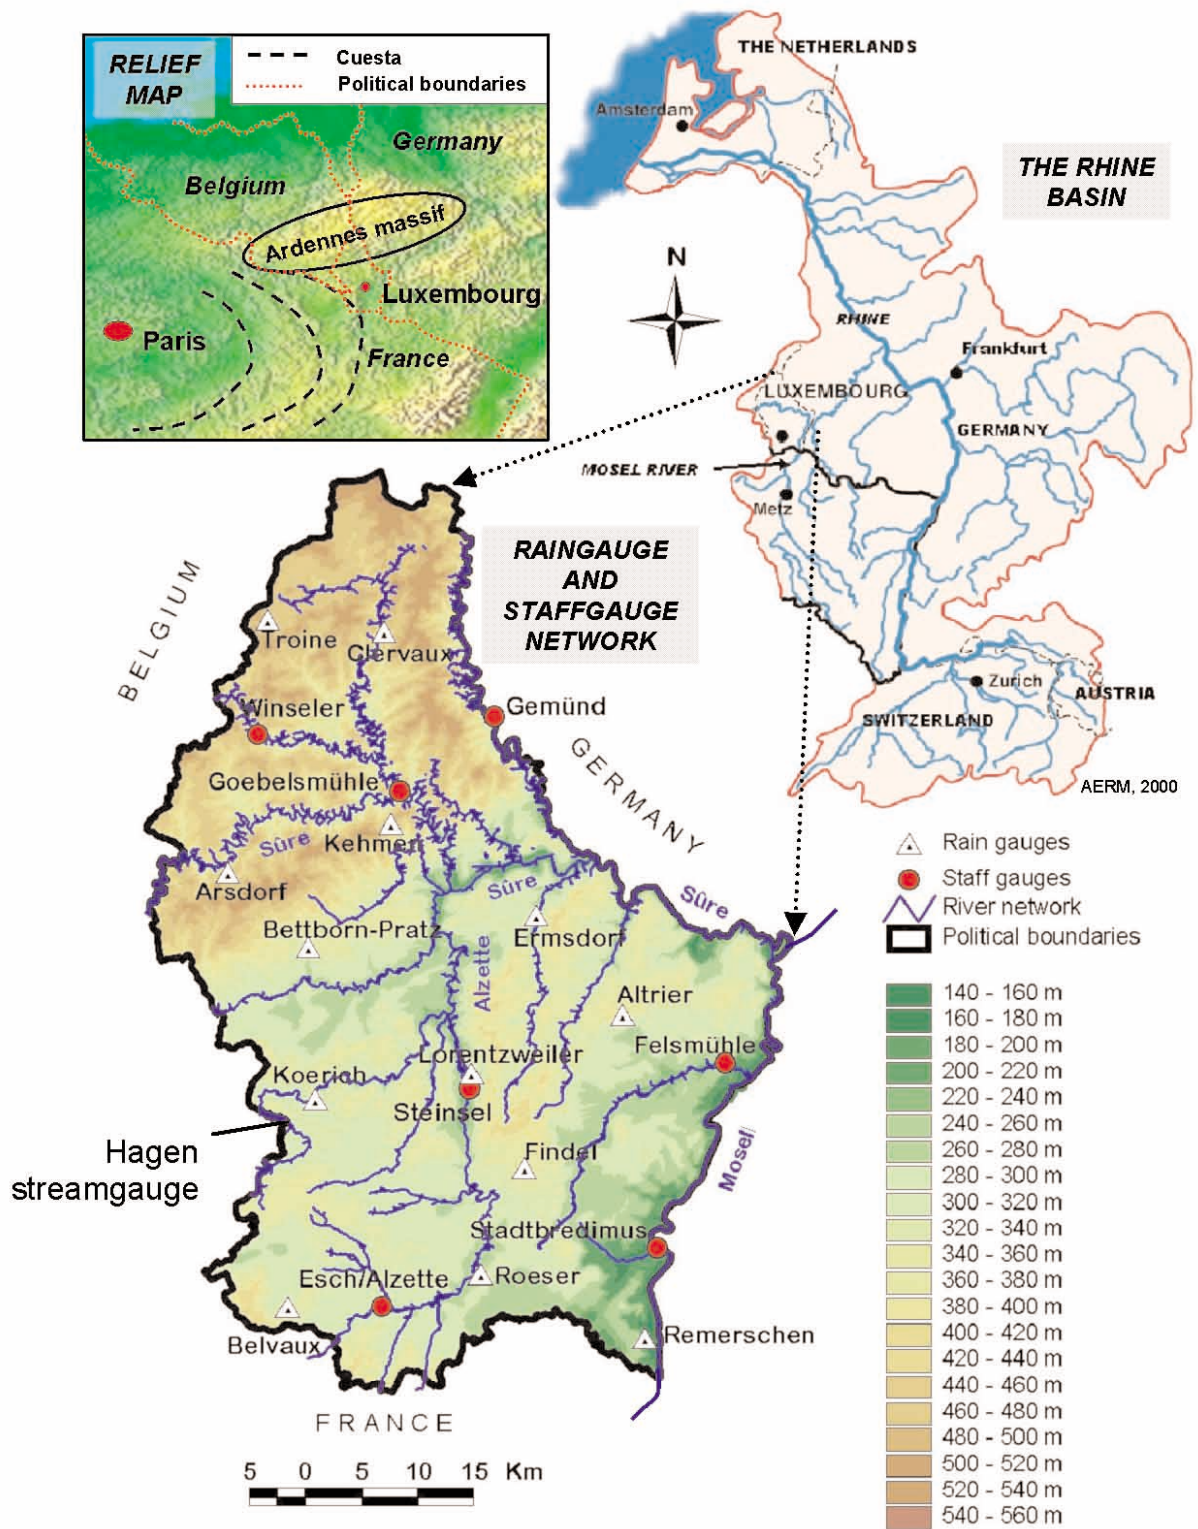 RELIEF
MAP
Cuesta
Political boundaries
Germany
Belgium
Ardennes massif
Luxembourg
Paris
France
THE NETHERLANDS
Amsterdam
THE RHINE
BASIN
N
RHINE
Frankfurt
LUXEMBOURG
GERMANY
MOSEL RIVER
Metz
Zurich
AUSTRIA
SWITZERLAND
AERM, 2000
RAINGAUGE
AND
STAFFGAUGE
NETWORK
BELGIUM
GERMANY
FRANCE
Troine
Clervaux
Winseler
Gemünd
Goebelsmühle
Kehmen
Sûre
Arsdorf
Sûre
Sûre
Bettborn-Pratz
Ermsdorf
Alzette
Altrier
Lorentzweiler
Felsmühle
Koerich
Steinsel
Hagen
streamgauge
Findel
Mosel
Stadtbredimus
Esch/Alzette
Roeser
Belvaux
Remerschen
5 0 5 10 15 Km
Rain gauges
Staff gauges
River network
Political boundaries
140 - 160 m
160 - 180 m
180 - 200 m
200 - 220 m
220 - 240 m
240 - 260 m
260 - 280 m
280 - 300 m
300 - 320 m
320 - 340 m
340 - 360 m
360 - 380 m
380 - 400 m
400 - 420 m
420 - 440 m
440 - 460 m
460 - 480 m
480 - 500 m
500 - 520 m
520 - 540 m
540 - 560 m